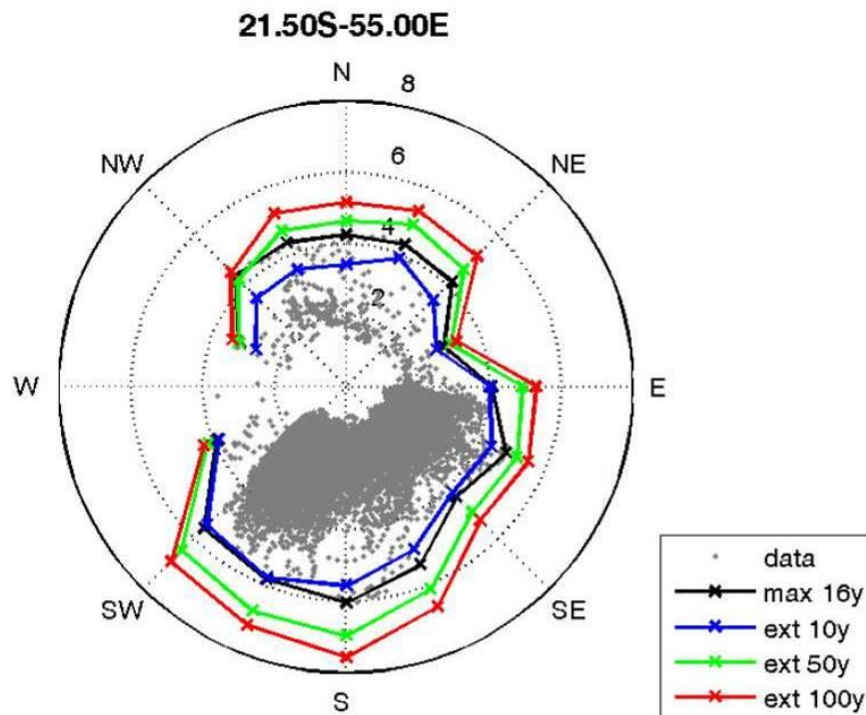 21.50S-55.00E
N
8
NW
6
NE
4
2
W
E
SW
SE
S
data
max 16y
ext 10y
ext 50y
ext 100y